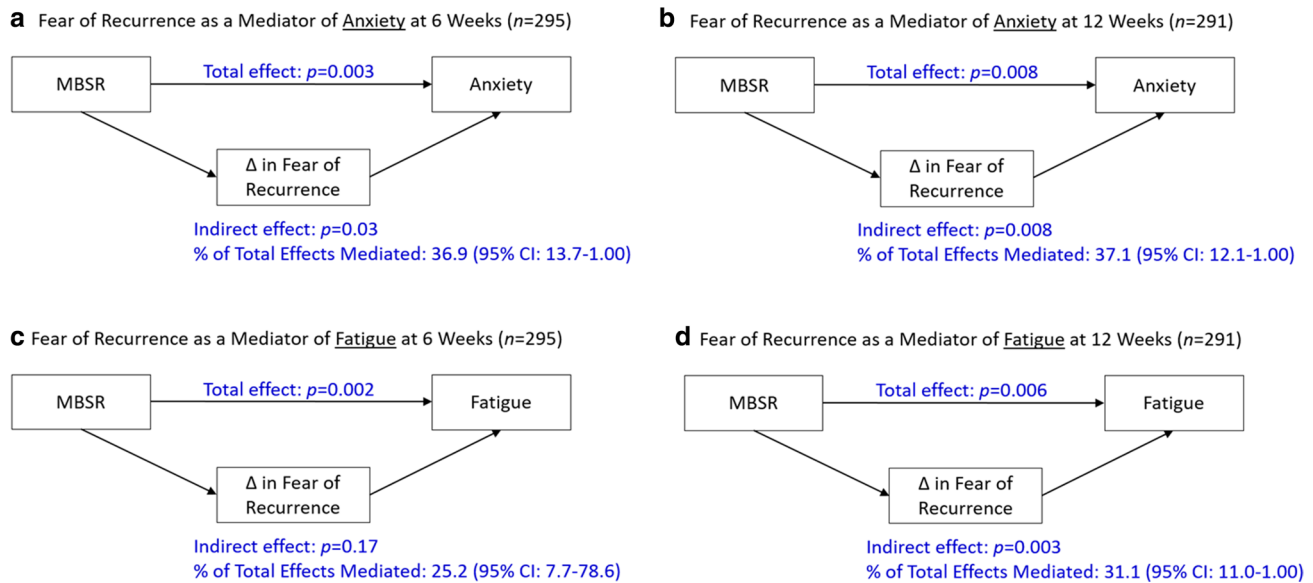 a Fear of Recurrence as a Mediator of Anxiety at 6 Weeks (n=295)
MBSR
Total effect: p=0.003
Anxiety
Δ in Fear of
Recurrence
Indirect effect: p=0.03
% of Total Effects Mediated: 36.9 (95% CI: 13.7-1.00)
b Fear of Recurrence as a Mediator of Anxiety at 12 Weeks (n=291)
MBSR
Total effect: p=0.008
Anxiety
Δ in Fear of
Recurrence
Indirect effect: p=0.008
% of Total Effects Mediated: 37.1 (95% CI: 12.1-1.00)
c Fear of Recurrence as a Mediator of Fatigue at 6 Weeks (n=295)
MBSR
Total effect: p=0.002
Fatigue
Δ in Fear of
Recurrence
Indirect effect: p=0.17
% of Total Effects Mediated: 25.2 (95% CI: 7.7-78.6)
d Fear of Recurrence as a Mediator of Fatigue at 12 Weeks (n=291)
MBSR
Total effect: p=0.006
Fatigue
Δ in Fear of
Recurrence
Indirect effect: p=0.003
% of Total Effects Mediated: 31.1 (95% CI: 11.0-1.00)